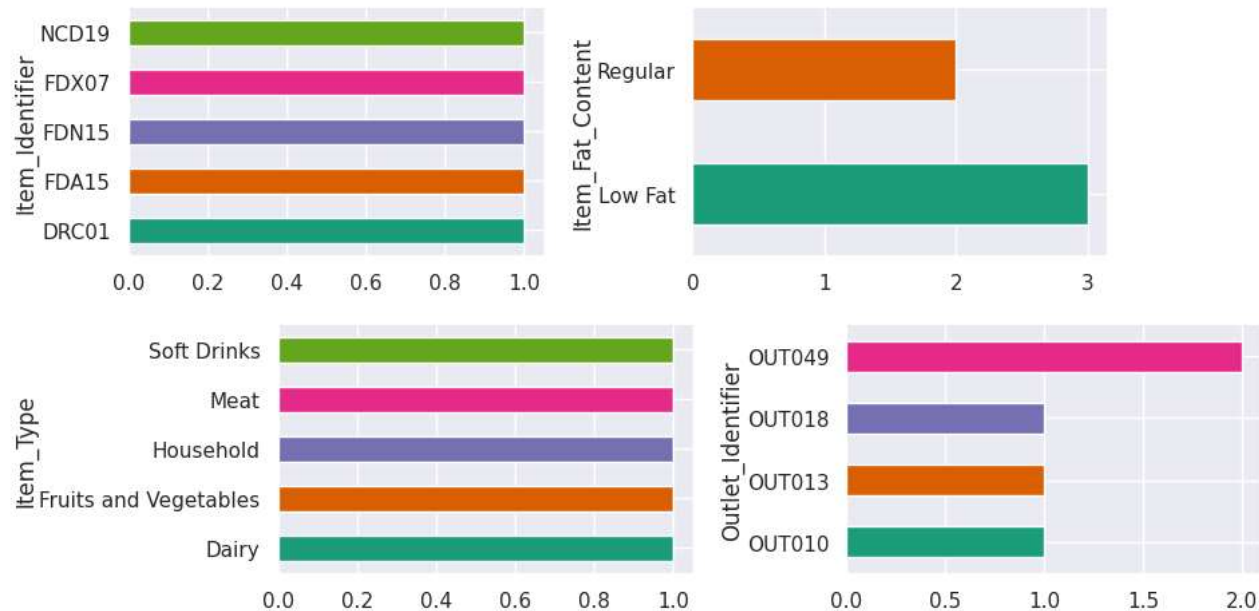 Item_Identifier
NCD19
FDX07
FDN15
FDA15
DRC01
0.0 0.2 0.4 0.6 0.8 1.0
Item_Fat_Content
Regular
Low Fat
0 1 2 3
Item_Type
Soft Drinks
Meat
Household
Fruits and Vegetables
Dairy
0.0 0.2 0.4 0.6 0.8 1.0
Outlet_Identifier
OUT049
OUT018
OUT013
OUT010
0.0 0.5 1.0 1.5 2.0